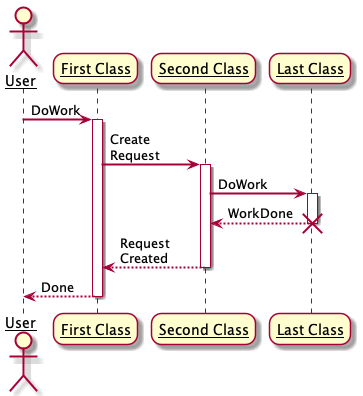 User
First Class
Second Class
Last Class
DoWork
Create
Request
DoWork
WorkDone
Request
Created
Done
User
First Class
Second Class
Last Class